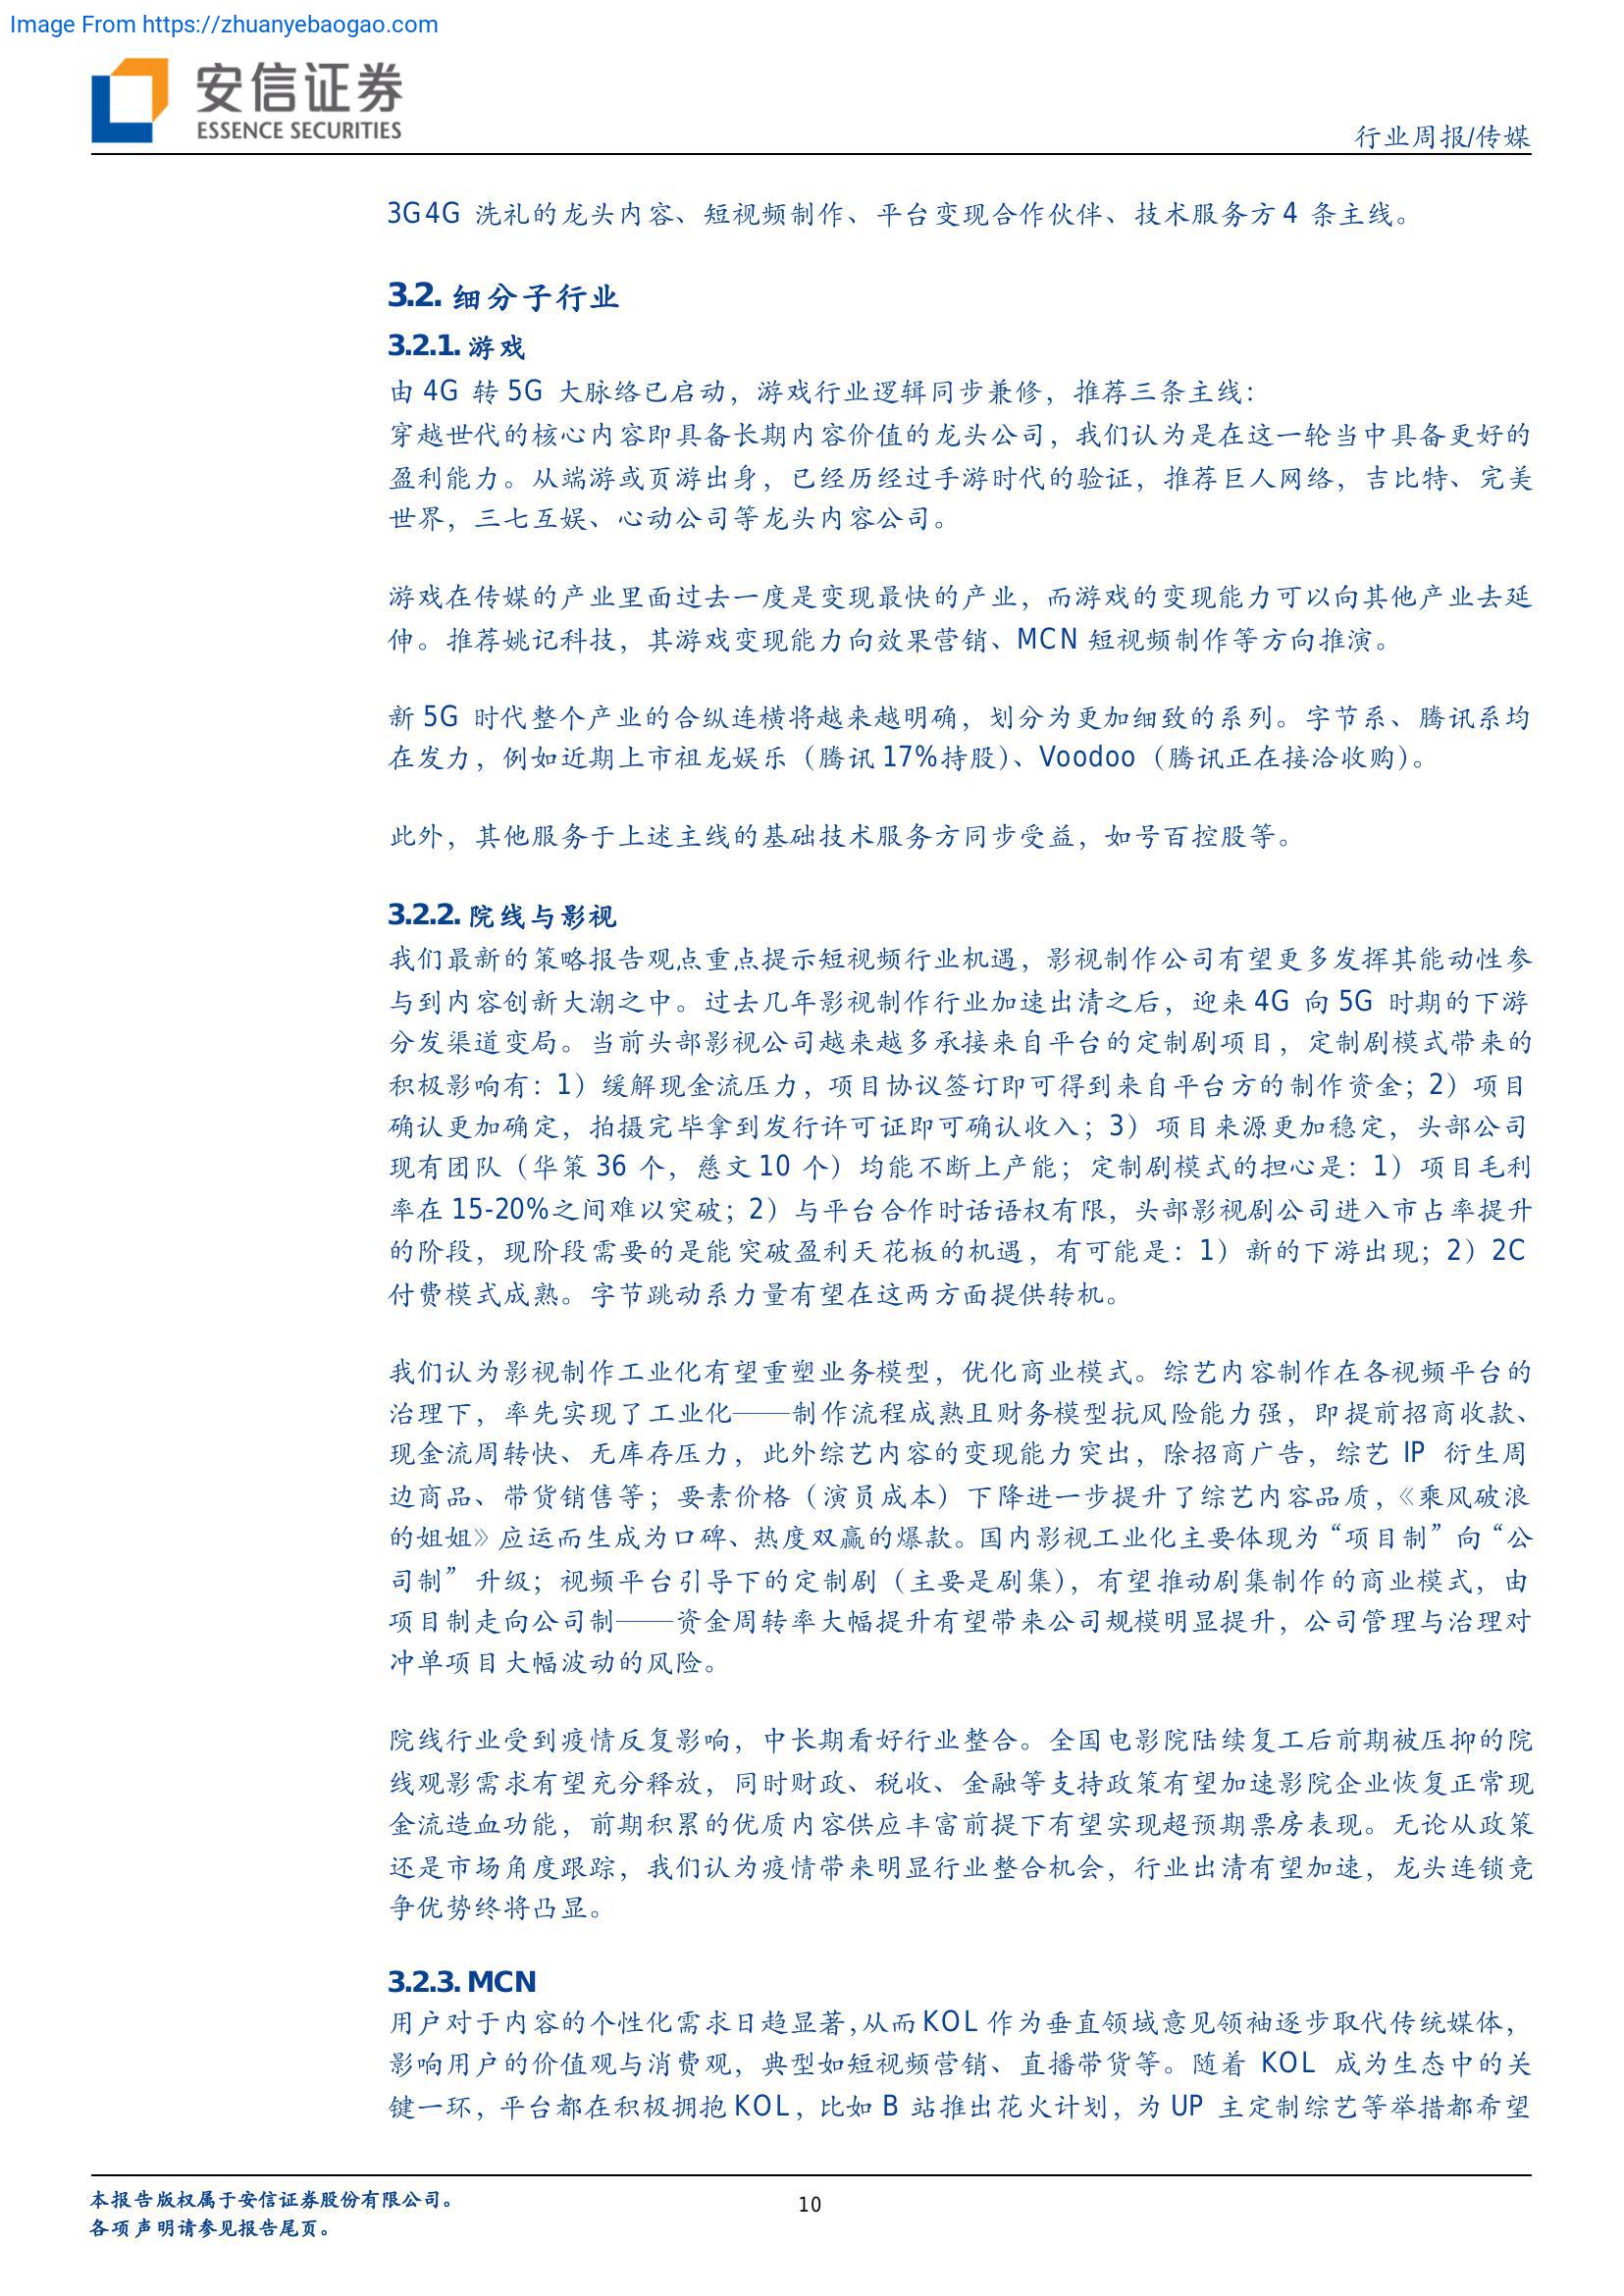 Image From https://zhuanyebaogao.com
安信证券
ESSENCE SECURITIES
行业周报/传媒
3G4G 洗礼的龙头内容、短视频制作、平台变现合作伙伴、技术服务方 4 条主线。
3.2. 细分子行业
3.2.1. 游戏
由 4G 转 5G 大脉络已启动，游戏行业逻辑同步兼修，推荐三条主线：
穿越世代的核心内容即具备长期内容价值的龙头公司，我们认为是在这一轮当中具备更好的
盈利能力。从端游或页游出身，已经历经过手游时代的验证，推荐巨人网络，吉比特、完美
世界，三七互娱、心动公司等龙头内容公司。
游戏在传媒的产业里面过去一度是变现最快的产业，而游戏的变现能力可以向其他产业去延
伸。推荐姚记科技，其游戏变现能力向效果营销、MCN 短视频制作等方向推演。
新 5G 时代整个产业的合纵连横将越来越明确，划分为更加细致的系列。字节系、腾讯系均
在发力，例如近期上市祖龙娱乐（腾讯 17%持股）、Voodoo（腾讯正在接洽收购）。
此外，其他服务于上述主线的基础技术服务方同步受益，如号百控股等。
3.2.2. 院线与影视
我们最新的策略报告观点重点提示短视频行业机遇，影视制作公司有望更多发挥其能动性参
与到内容创新大潮之中。过去几年影视制作行业加速出清之后，迎来 4G 向 5G 时期的下游
分发渠道变局。当前头部影视公司越来越多承接来自平台的定制剧项目，定制剧模式带来的
积极影响有：1）缓解现金流压力，项目协议签订即可得到来自平台方的制作资金；2）项目
确认更加确定，拍摄完毕拿到发行许可证即可确认收入；3）项目来源更加稳定，头部公司
现有团队（华策 36 个，慈文 10 个）均能不断上产能；定制剧模式的担心是：1）项目毛利
率在 15-20%之间难以突破；2）与平台合作时话语权有限，头部影视剧公司进入市占率提升
的阶段，现阶段需要的是能突破盈利天花板的机遇，有可能是：1）新的下游出现；2）2C
付费模式成熟。字节跳动系力量有望在这两方面提供转机。
我们认为影视制作工业化有望重塑业务模型，优化商业模式。综艺内容制作在各视频平台的
治理下，率先实现了工业化——制作流程成熟且财务模型抗风险能力强，即提前招商收款、
现金流周转快、无库存压力，此外综艺内容的变现能力突出，除招商广告，综艺 IP 衍生周
边商品、带货销售等；要素价格（演员成本）下降进一步提升了综艺内容品质，《乘风破浪
的姐姐》应运而生成为口碑、热度双赢的爆款。国内影视工业化主要体现为“项目制”向“公
司制”升级；视频平台引导下的定制剧（主要是剧集），有望推动剧集制作的商业模式，由
项目制走向公司制——资金周转率大幅提升有望带来公司规模明显提升，公司管理与治理对
冲单项目大幅波动的风险。
院线行业受到疫情反复影响，中长期看好行业整合。全国电影院陆续复工后前期被压抑的院
线观影需求有望充分释放，同时财政、税收、金融等支持政策有望加速影院企业恢复正常现
金流造血功能，前期积累的优质内容供应丰富前提下有望实现超预期票房表现。无论从政策
还是市场角度跟踪，我们认为疫情带来明显行业整合机会，行业出清有望加速，龙头连锁竞
争优势终将凸显。
3.2.3. MCN
用户对于内容的个性化需求日趋显著，从而 KOL 作为垂直领域意见领袖逐步取代传统媒体，
影响用户的价值观与消费观，典型如短视频营销、直播带货等。随着 KOL 成为生态中的关
键一环，平台都在积极拥抱 KOL，比如 B 站推出花火计划，为 UP 主定制综艺等举措都希望
本报告版权属于安信证券股份有限公司。
各项声明请参见报告尾页。
10